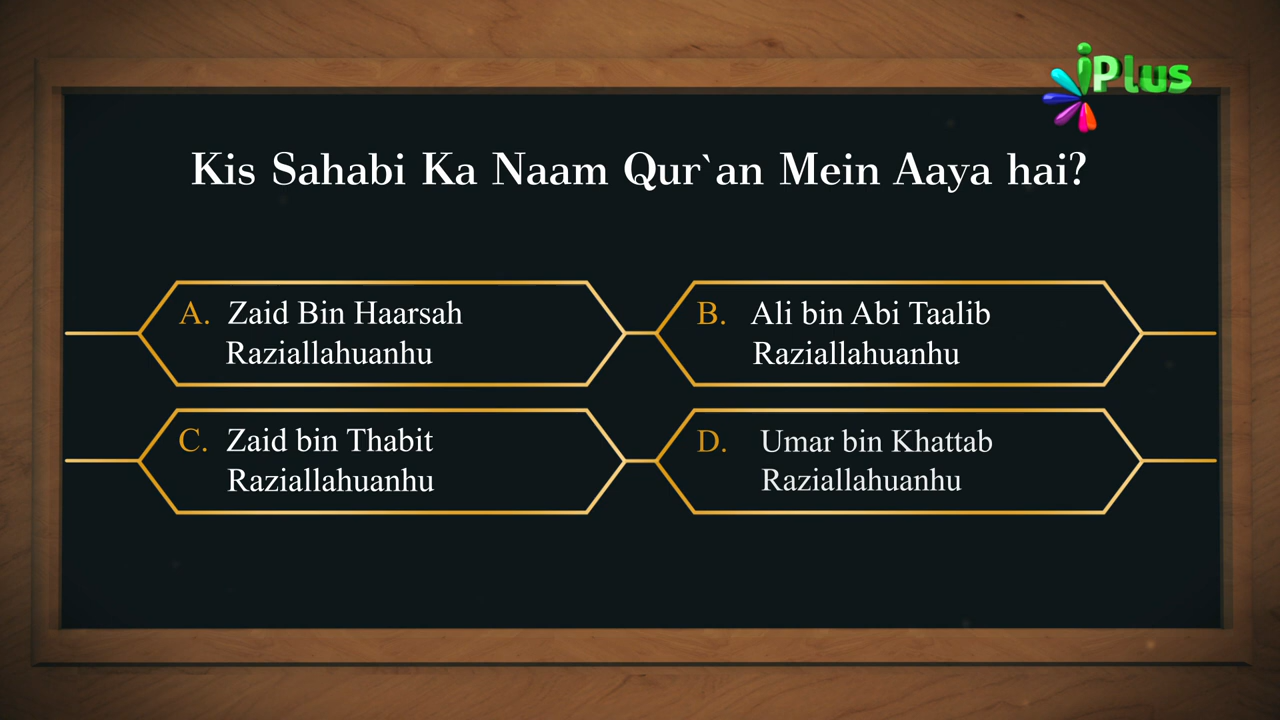 iPlus
Kis Sahabi Ka Naam Qur`an Mein Aaya hai?
A. Zaid Bin Haarsah
Raziallahuanhu
B. Ali bin Abi Taalib
Raziallahuanhu
C. Zaid bin Thabit
Raziallahuanhu
D. Umar bin Khattab
Raziallahuanhu